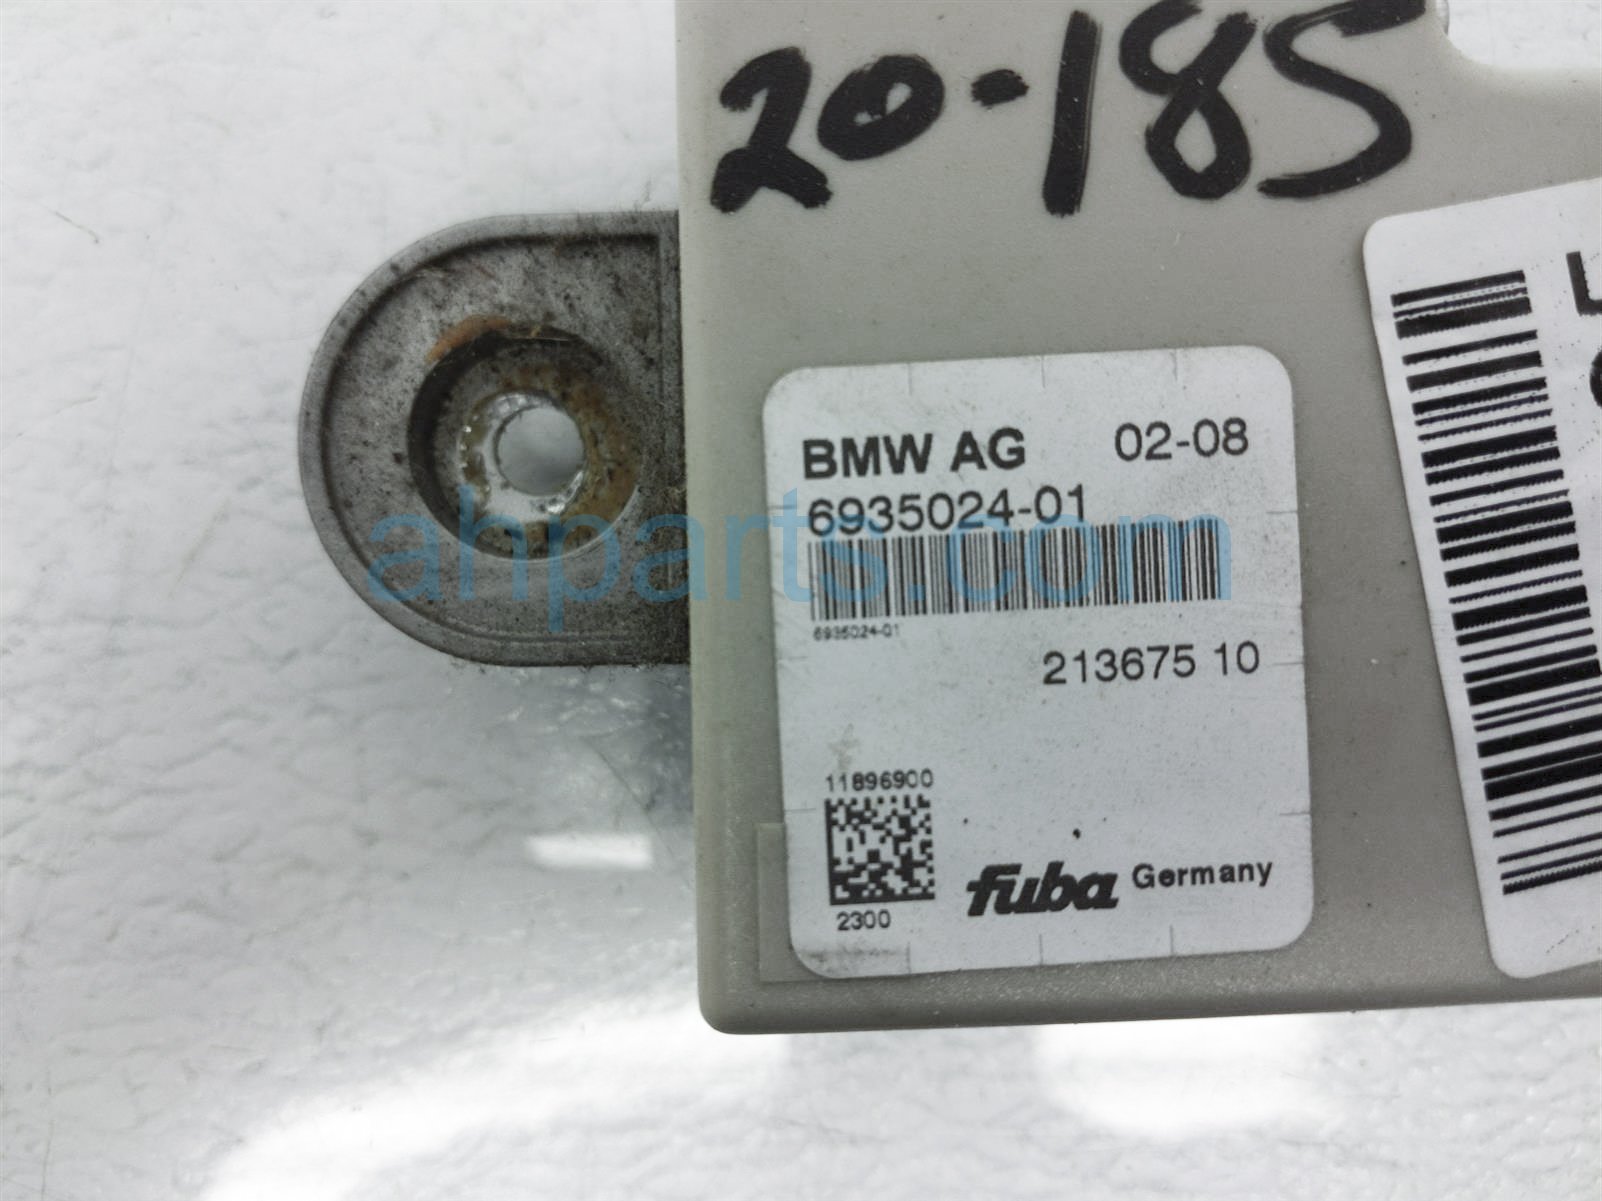 20-185
BMW AG 02-08
6935024-01
6935024-01
213675 10
11896900
2300
fuba Germany
ahparts.com